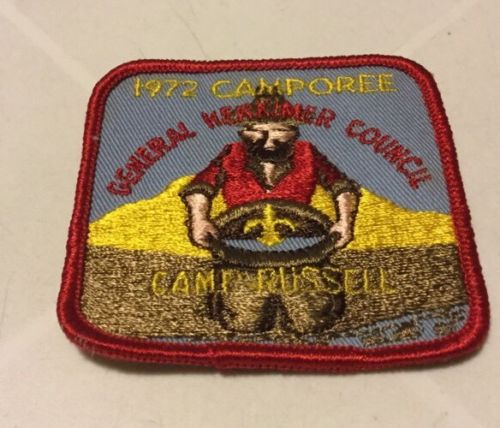 1972 CAMPOREE
GENERAL HERKIMER COUNCIL
CAMP RUSSELL